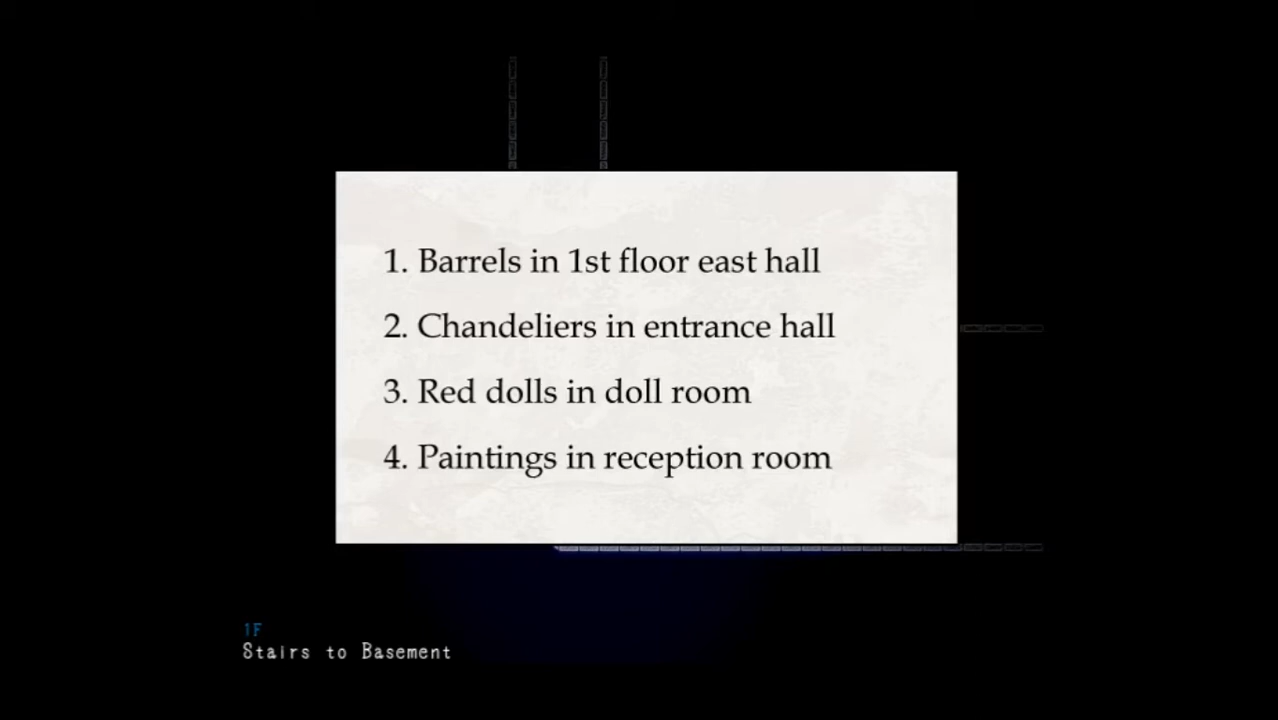 1. Barrels in 1st floor east hall
2. Chandeliers in entrance hall
3. Red dolls in doll room
4. Paintings in reception room
1F
Stairs to Basement